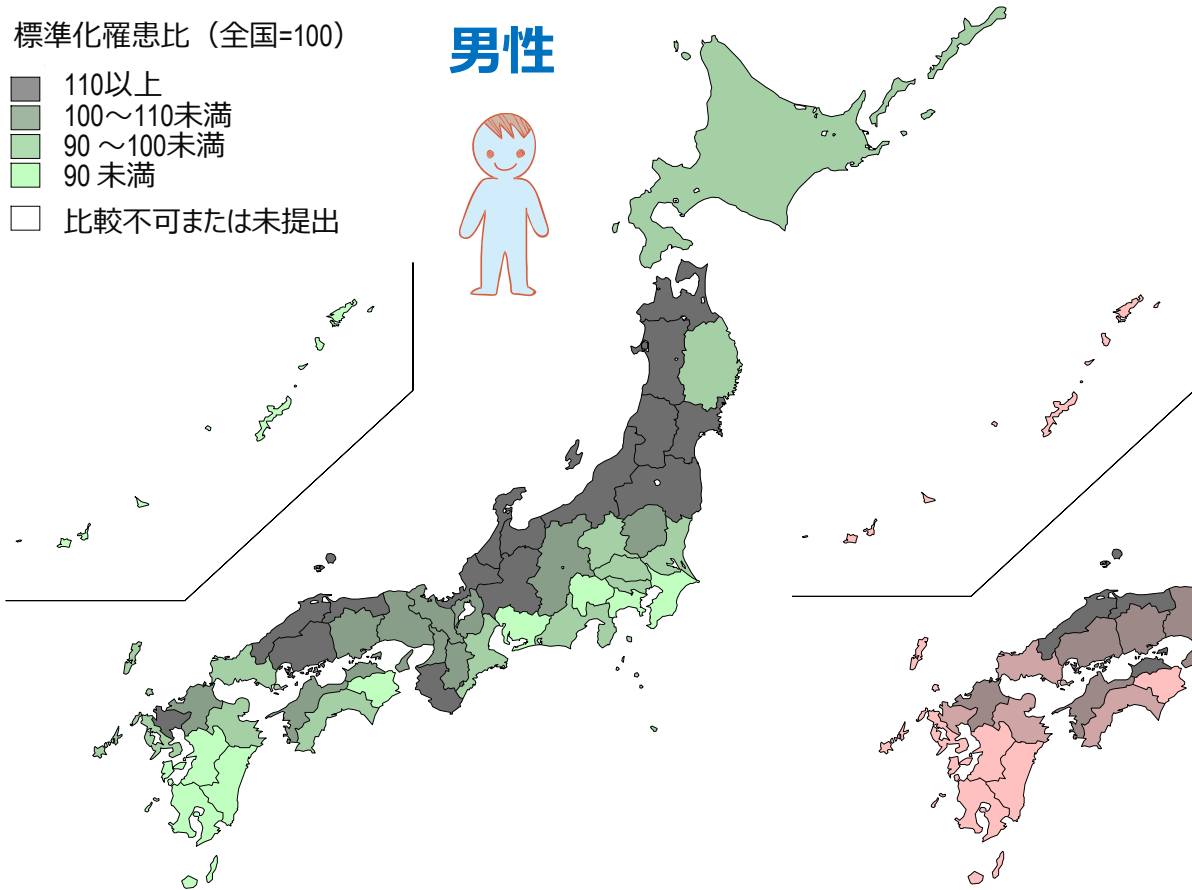 標準化罹患比（全国=100）
男性
110以上
100～110未満
90 ～100未満
90 未満
比較不可または未提出